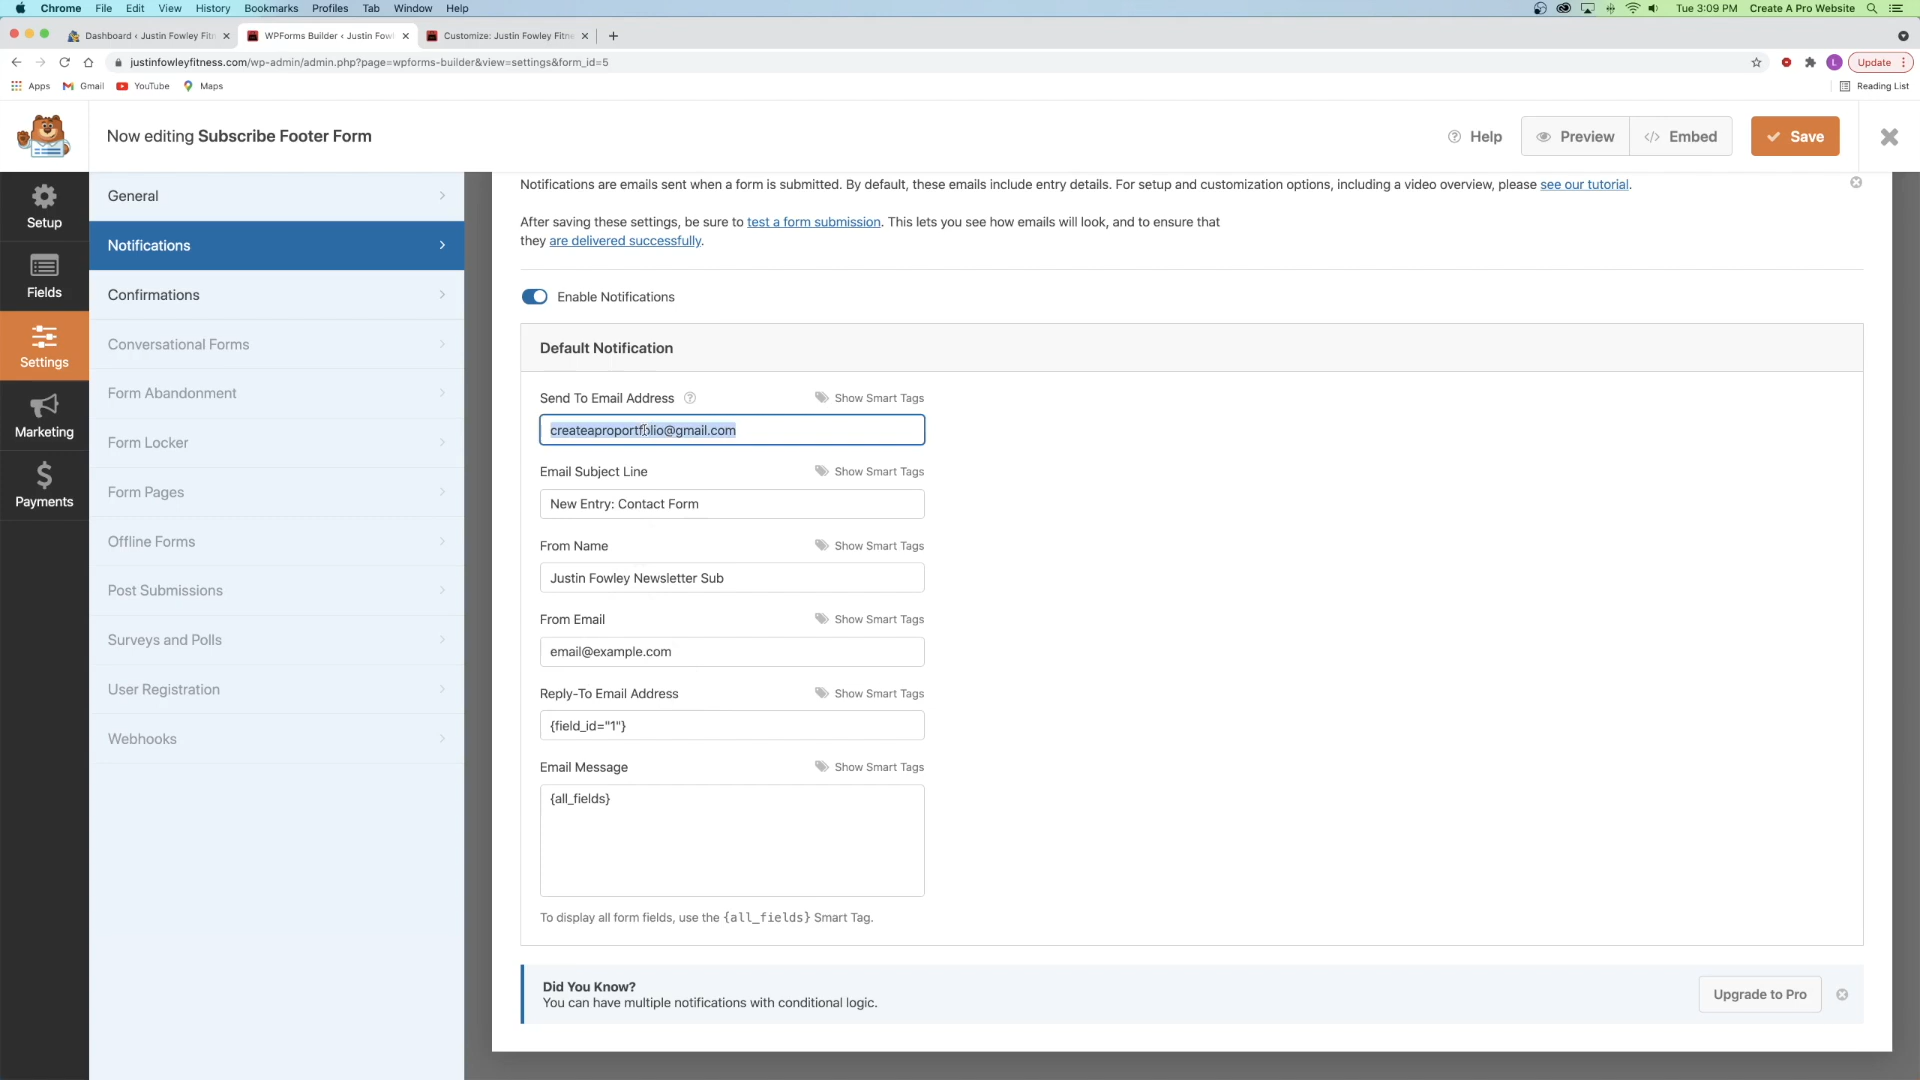 Chrome File Edit View History Bookmarks Profiles Tab Window Help Tue 3:09 PM Create A Pro Website
Dashboard ‹ Justin Fowley Fitn
WPForms Builder ‹ Justin Fowl
Customize: Justin Fowley Fitne
justinfowleyfitness.com/wp-admin/admin.php?page=wpforms-builder&view=settings&form_id=5
L
Update
Apps Gmail YouTube Maps Reading List
Now editing Subscribe Footer Form
Help
Preview
Embed
Save
Setup
Fields
Settings
Marketing
Payments
General
Notifications
Confirmations
Conversational Forms
Form Abandonment
Form Locker
Form Pages
Offline Forms
Post Submissions
Surveys and Polls
User Registration
Webhooks
Notifications are emails sent when a form is submitted. By default, these emails include entry details. For setup and customization options, including a video overview, please see our tutorial.
After saving these settings, be sure to test a form submission. This lets you see how emails will look, and to ensure that
they are delivered successfully.
Enable Notifications
Default Notification
Send To Email Address Show Smart Tags
createaproportfolio@gmail.com
Email Subject Line Show Smart Tags
New Entry: Contact Form
From Name Show Smart Tags
Justin Fowley Newsletter Sub
From Email Show Smart Tags
email@example.com
Reply-To Email Address Show Smart Tags
{field_id="1"}
Email Message Show Smart Tags
{all_fields}
To display all form fields, use the {all_fields} Smart Tag.
Did You Know?
You can have multiple notifications with conditional logic.
Upgrade to Pro